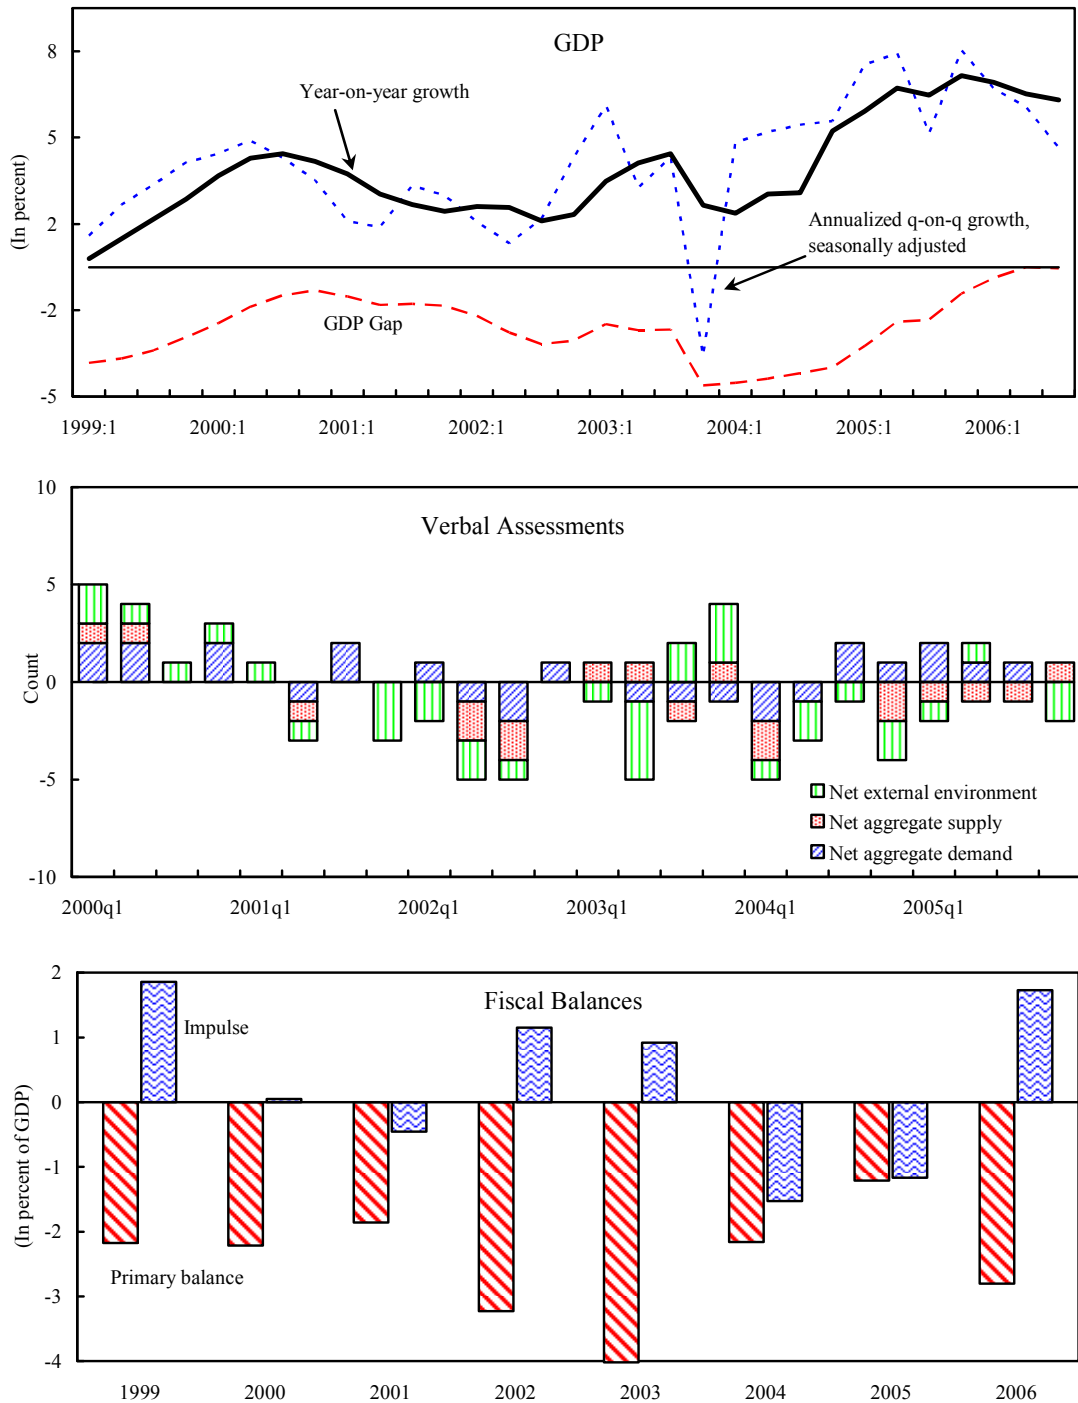 GDP
8
Year-on-year growth
5
(In percent)
2
Annualized q-on-q growth,
seasonally adjusted
-2
GDP Gap
-5
1999:1 2000:1 2001:1 2002:1 2003:1 2004:1 2005:1 2006:1
10
Verbal Assessments
5
Count
0
-5
Net external environment
Net aggregate supply
Net aggregate demand
-10
2000q1 2001q1 2002q1 2003q1 2004q1 2005q1
2
Fiscal Balances
Impulse
1
0
(In percent of GDP)
-1
-2
Primary balance
-3
-4
1999 2000 2001 2002 2003 2004 2005 2006